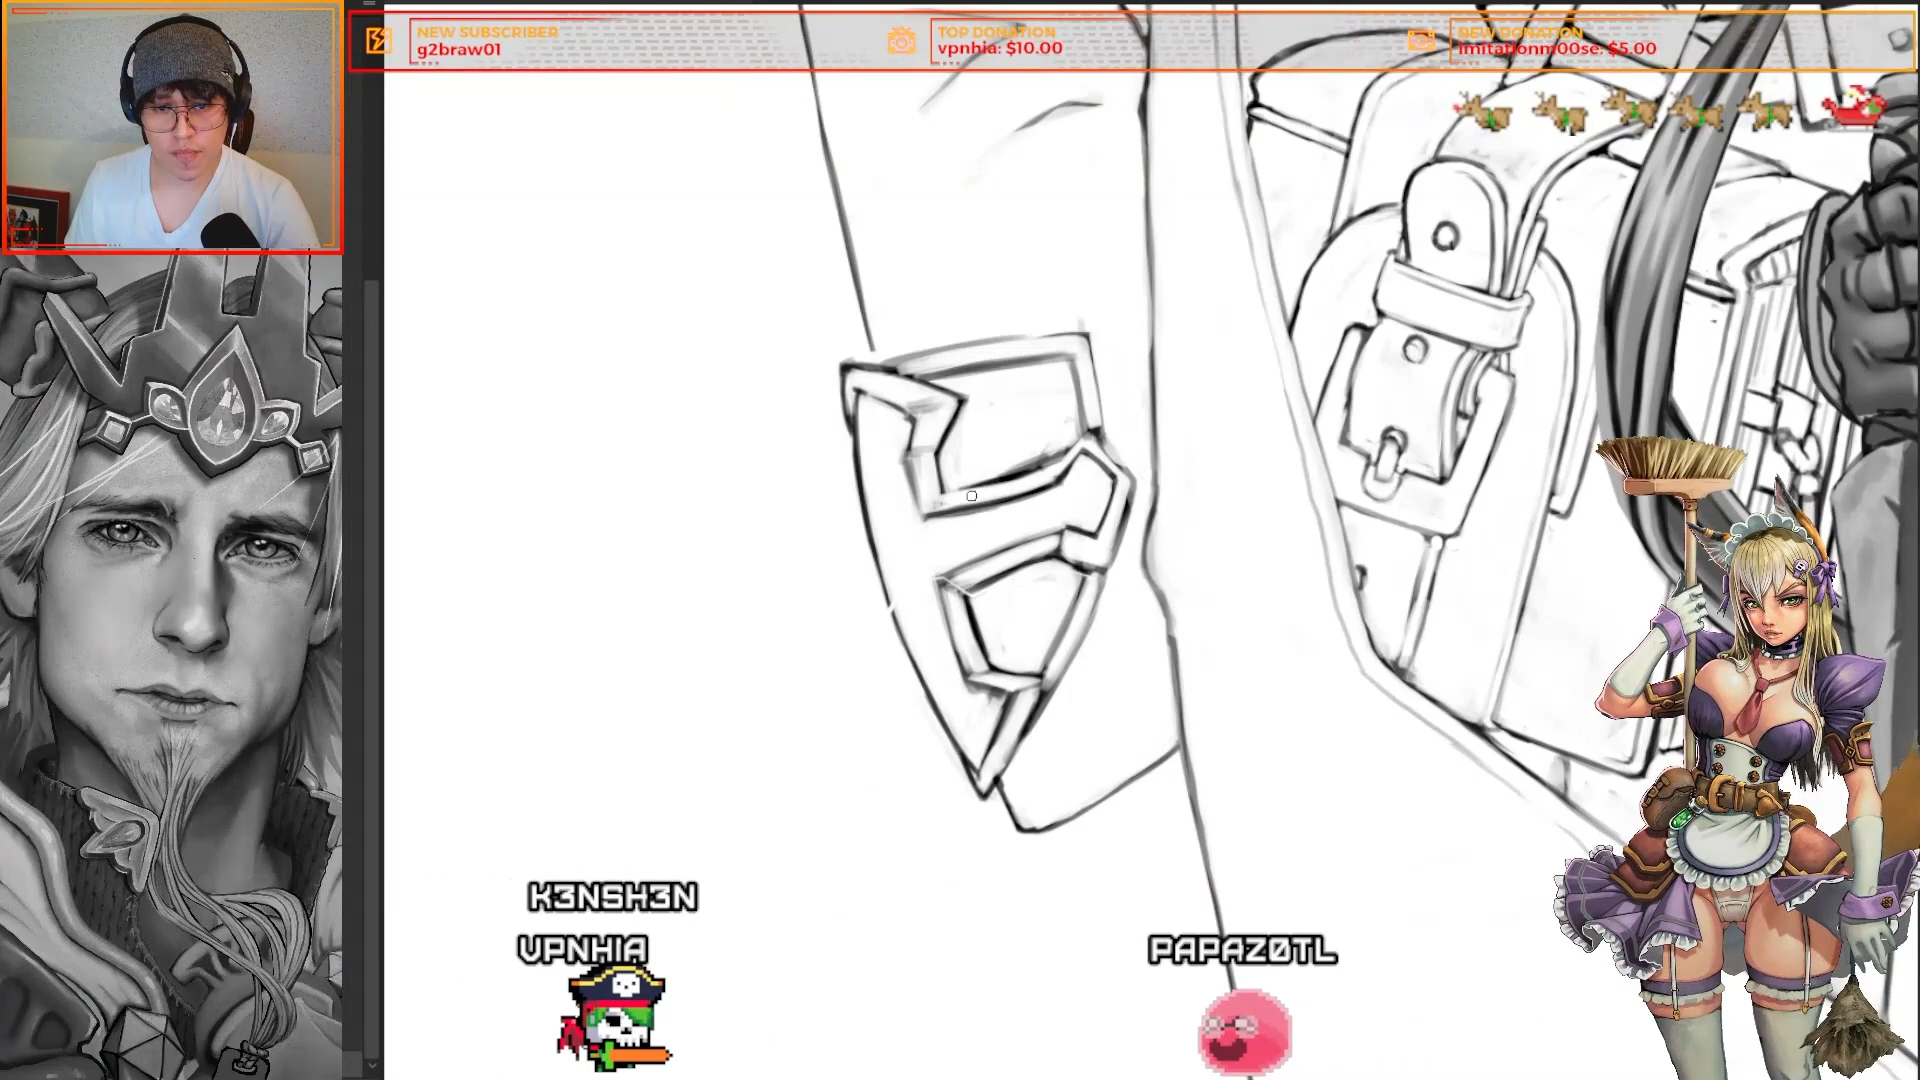 NEW SUBSCRIBER
g2braw01
TOP DONATION
vpnhia: $10.00
NEW DONATION
imitationm00se: $5.00
K3NSH3N
VPNHIA
PAPAZ0TL